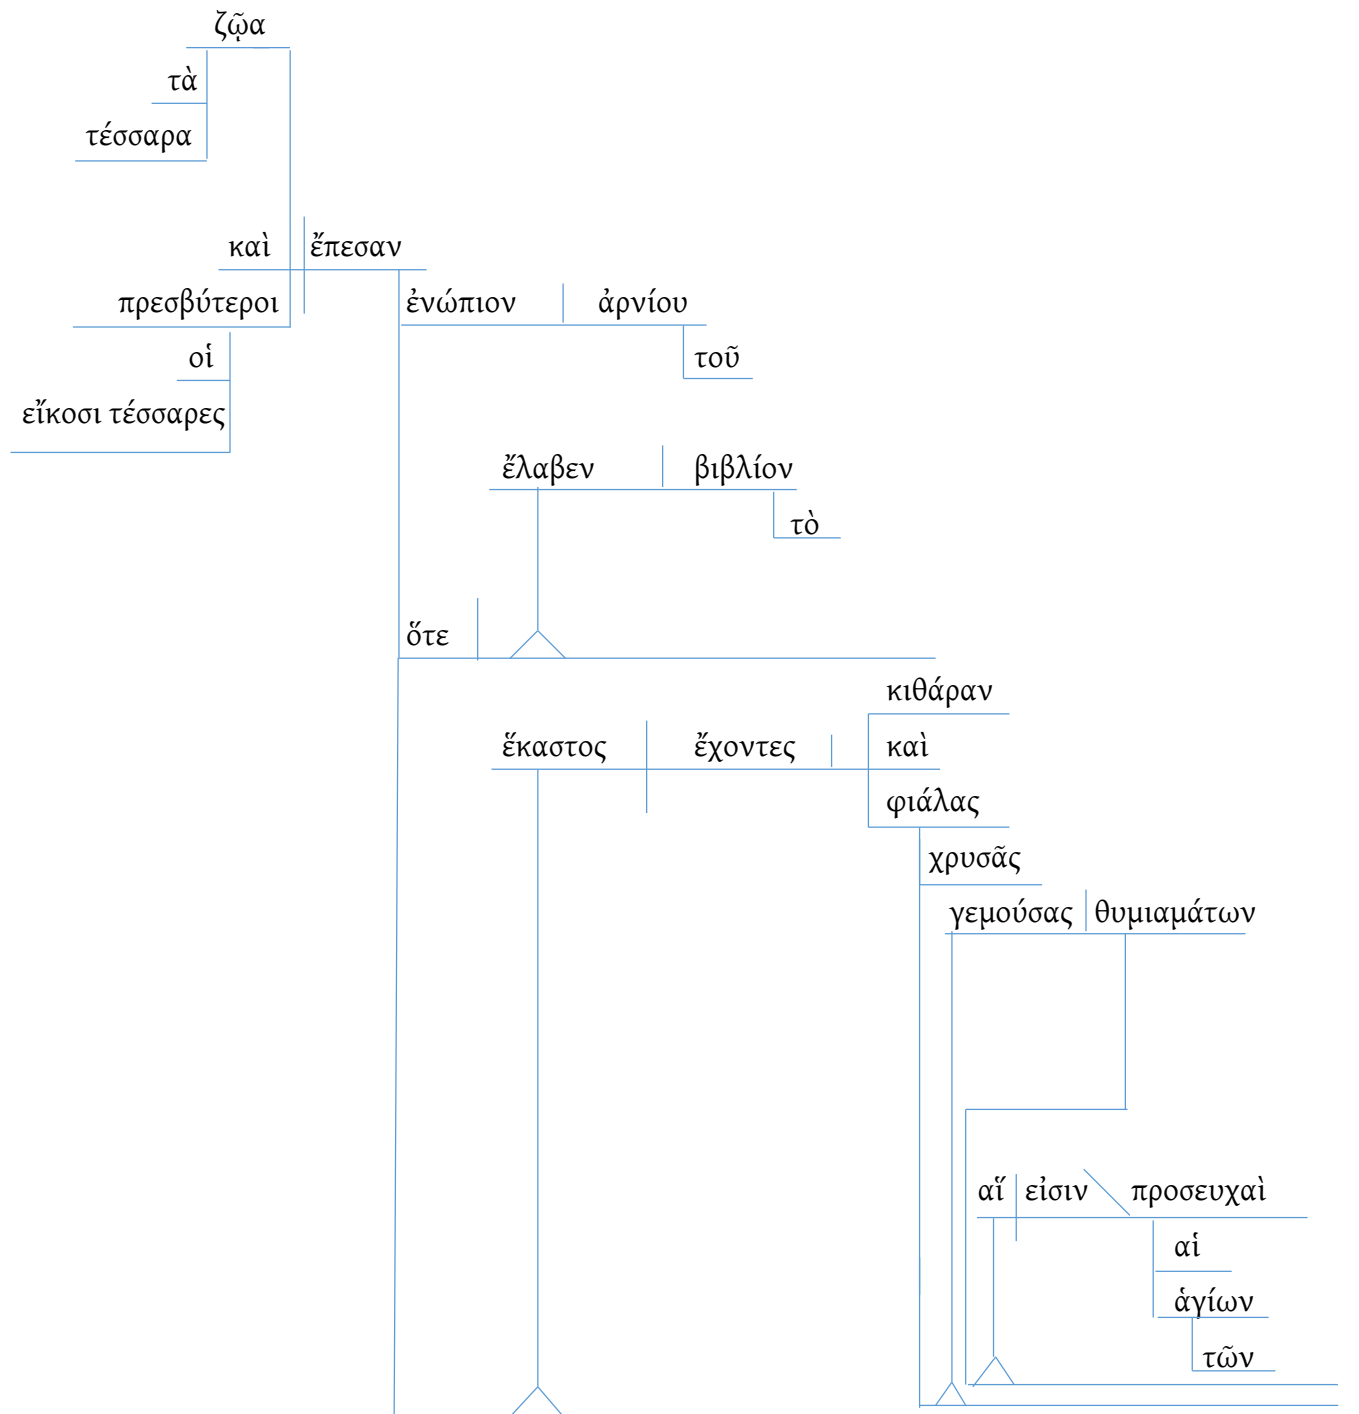 ζῷα
τὰ
τέσσαρα
καὶ ἔπεσαν
πρεσβύτεροι ἐνώπιον ἀρνίου
οἱ τοῦ
εἴκοσι τέσσαρες
ἔλαβεν βιβλίον
τὸ
ὅτε
κιθάραν
ἕκαστος ἔχοντες καὶ
φιάλας
χρυσᾶς
γεμούσας θυμιαμάτων
αἵ εἰσιν προσευχαὶ
αἱ
ἁγίων
τῶν